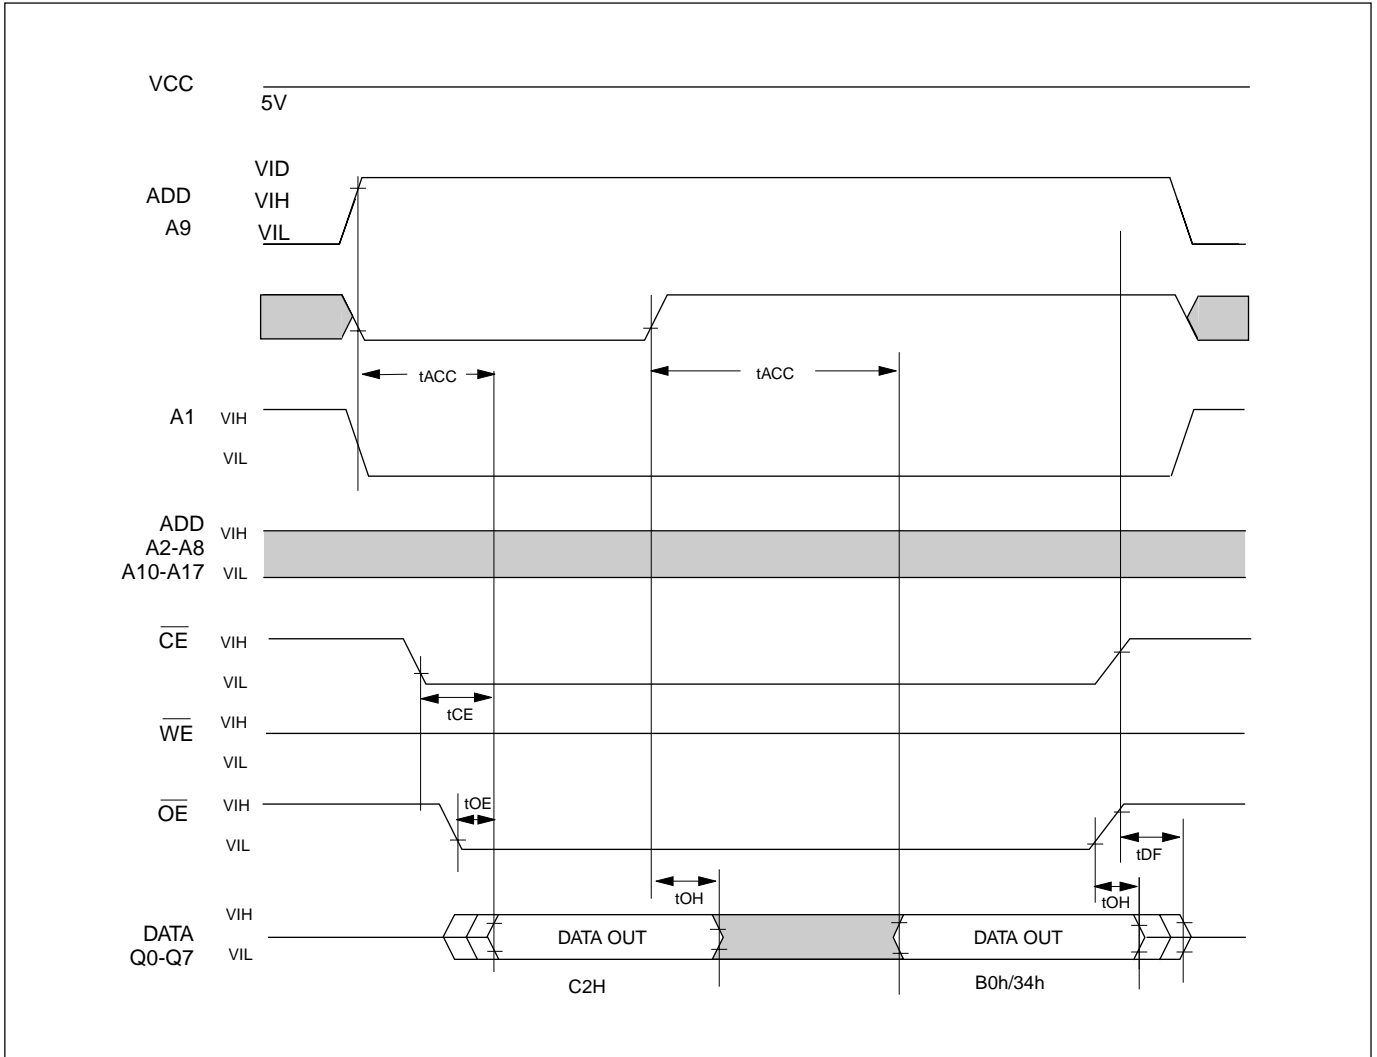 VCC
5V
VID
ADD
VIH
A9
VIL
tACC
tACC
A1
VIH
VIL
ADD
VIH
A2-A8
A10-A17
VIL
CE
VIH
VIL
tCE
WE
VIH
VIL
OE
VIH
tOE
VIL
tDF
tOH
tOH
VIH
DATA
DATA OUT
DATA OUT
Q0-Q7
VIL
C2H
B0h/34h